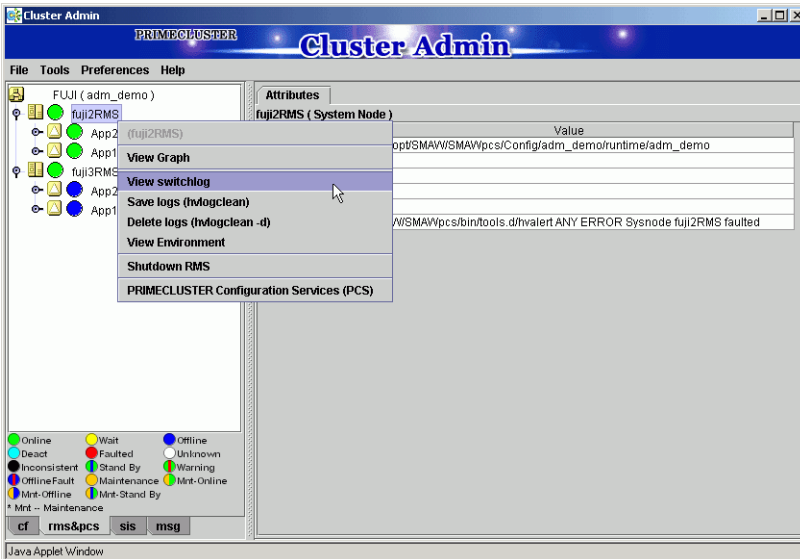 Cluster Admin
PRIMECLUSTER
Cluster Admin
File Tools Preferences Help
FUJI ( adm_demo )
fuji2RMS
App2
App1
fuji3RMS
App2
App1
(fuji2RMS)
View Graph
View switchlog
Save logs (hvlogclean)
Delete logs (hvlogclean -d)
View Environment
Shutdown RMS
PRIMECLUSTER Configuration Services (PCS)
Attributes
fuji2RMS ( System Node )
Value
opt/SMAW/SMAWpcs/Config/adm_demo/runtime/adm_demo
W/SMAWpcs/bin/tools.d/hvalert ANY ERROR Sysnode fuji2RMS faulted
Online Wait Offline
Deact Faulted Unknown
Inconsistent Stand By Warning
OfflineFault Maintenance Mnt-Online
Mnt-Offline Mnt-Stand By
* Mnt -- Maintenance
cf rms&pcs sis msg
Java Applet Window